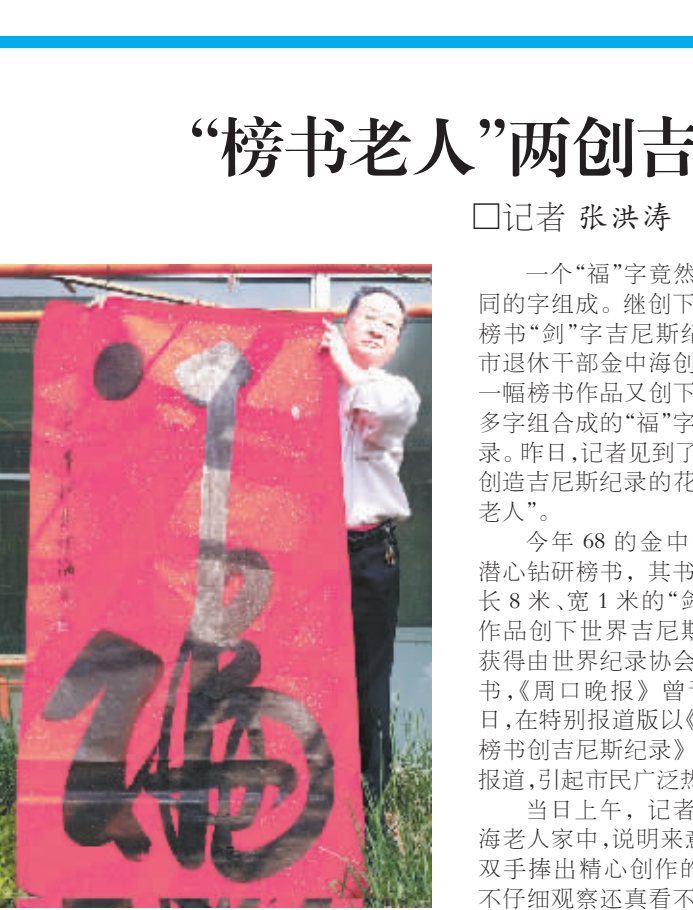 “榜书老人”两创吉
□记者 张洪涛
一个“福”字竟然
同的字组成。继创下
榜书“剑”字吉尼斯纪
市退休干部金中海创
一幅榜书作品又创下
多字组合成的“福”字
录。昨日,记者见到了
创造吉尼斯纪录的花
老人”。
今年 68 的金中
潜心钻研榜书，其书
长 8 米、宽 1 米的“剑
作品创下世界吉尼斯
获得由世界纪录协会
书，《周口晚报》曾于
日，在特别报道版以《
榜书创吉尼斯纪录》
报道，引起市民广泛热
当日上午，记者
海老人家中，说明来意
双手捧出精心创作的
不仔细观察还真看不
福